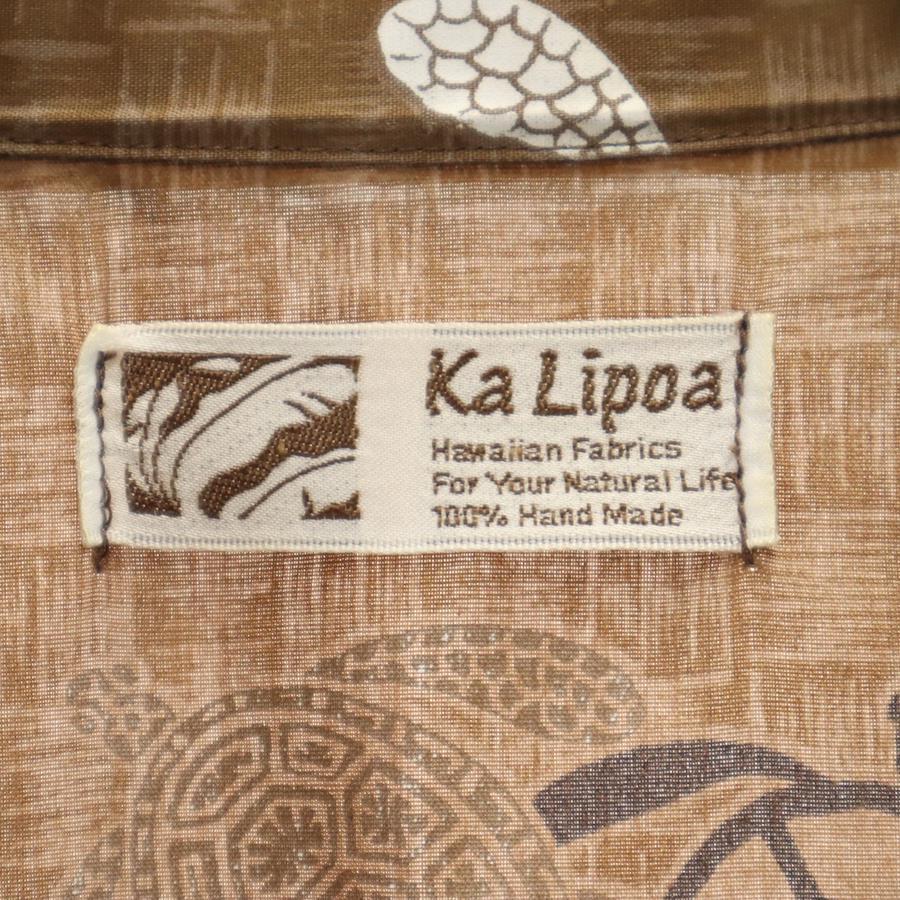 Ka Lipoa
Hawaiian Fabrics
For Your Natural Life
100% Hand Made